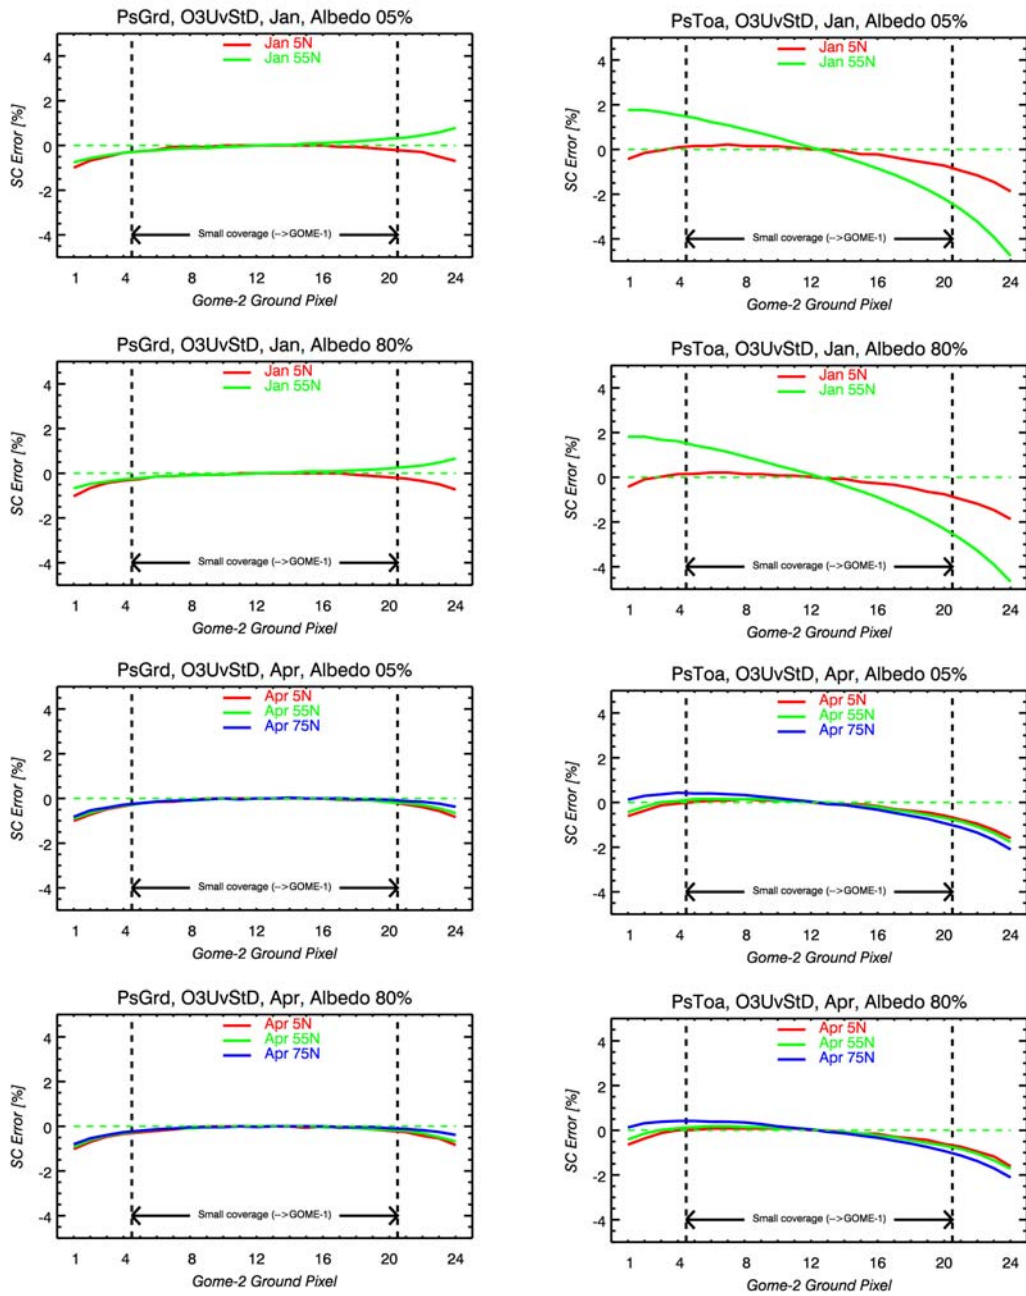 PsGrd, O3UvStD, Jan, Albedo 05%
Jan 5N
Jan 55N
SC Error [%]
4
2
0
-2
-4
Small coverage (-->GOME-1)
1 4 8 12 16 20 24
Gome-2 Ground Pixel
PsToa, O3UvStD, Jan, Albedo 05%
Jan 5N
Jan 55N
SC Error [%]
4
2
0
-2
-4
Small coverage (-->GOME-1)
1 4 8 12 16 20 24
Gome-2 Ground Pixel
PsGrd, O3UvStD, Jan, Albedo 80%
Jan 5N
Jan 55N
SC Error [%]
4
2
0
-2
-4
Small coverage (-->GOME-1)
1 4 8 12 16 20 24
Gome-2 Ground Pixel
PsToa, O3UvStD, Jan, Albedo 80%
Jan 5N
Jan 55N
SC Error [%]
4
2
0
-2
-4
Small coverage (-->GOME-1)
1 4 8 12 16 20 24
Gome-2 Ground Pixel
PsGrd, O3UvStD, Apr, Albedo 05%
Apr 5N
Apr 55N
Apr 75N
SC Error [%]
4
2
0
-2
-4
Small coverage (-->GOME-1)
1 4 8 12 16 20 24
Gome-2 Ground Pixel
PsToa, O3UvStD, Apr, Albedo 05%
Apr 5N
Apr 55N
Apr 75N
SC Error [%]
4
2
0
-2
-4
Small coverage (-->GOME-1)
1 4 8 12 16 20 24
Gome-2 Ground Pixel
PsGrd, O3UvStD, Apr, Albedo 80%
Apr 5N
Apr 55N
Apr 75N
SC Error [%]
4
2
0
-2
-4
Small coverage (-->GOME-1)
1 4 8 12 16 20 24
Gome-2 Ground Pixel
PsToa, O3UvStD, Apr, Albedo 80%
Apr 5N
Apr 55N
Apr 75N
SC Error [%]
4
2
0
-2
-4
Small coverage (-->GOME-1)
1 4 8 12 16 20 24
Gome-2 Ground Pixel